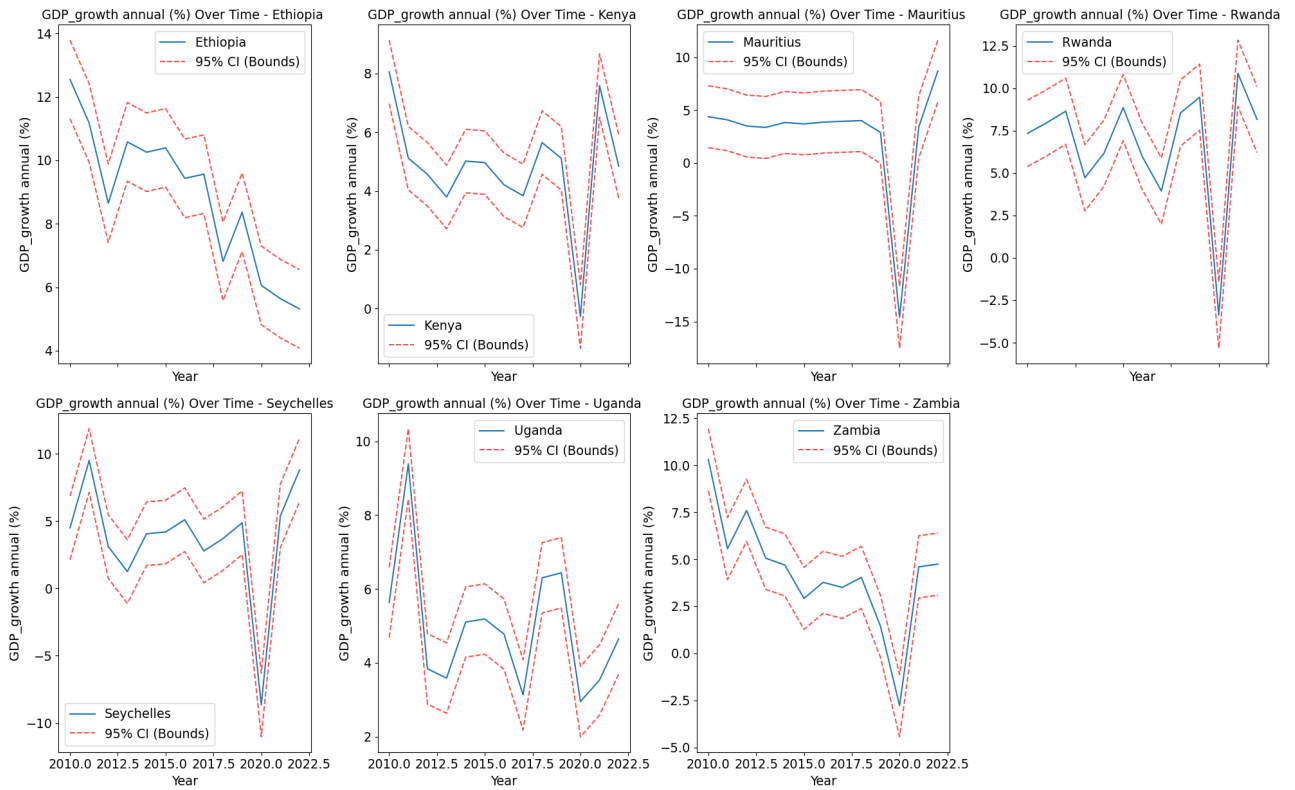 GDP_growth annual (%) Over Time - Ethiopia
GDP_growth annual (%)
14
12
10
8
6
4
Ethiopia
95% CI (Bounds)
Year
GDP_growth annual (%) Over Time - Kenya
GDP_growth annual (%)
8
6
4
2
0
Kenya
95% CI (Bounds)
Year
GDP_growth annual (%) Over Time - Mauritius
GDP_growth annual (%)
10
5
0
−5
−10
−15
Mauritius
95% CI (Bounds)
Year
GDP_growth annual (%) Over Time - Rwanda
GDP_growth annual (%)
12.5
10.0
7.5
5.0
2.5
0.0
−2.5
−5.0
Rwanda
95% CI (Bounds)
Year
GDP_growth annual (%) Over Time - Seychelles
GDP_growth annual (%)
10
5
0
−5
−10
Seychelles
95% CI (Bounds)
2010.0 2012.5 2015.0 2017.5 2020.0 2022.5
Year
GDP_growth annual (%) Over Time - Uganda
GDP_growth annual (%)
10
8
6
4
2
Uganda
95% CI (Bounds)
2010.0 2012.5 2015.0 2017.5 2020.0 2022.5
Year
GDP_growth annual (%) Over Time - Zambia
GDP_growth annual (%)
12.5
10.0
7.5
5.0
2.5
0.0
−2.5
−5.0
Zambia
95% CI (Bounds)
2010.0 2012.5 2015.0 2017.5 2020.0 2022.5
Year